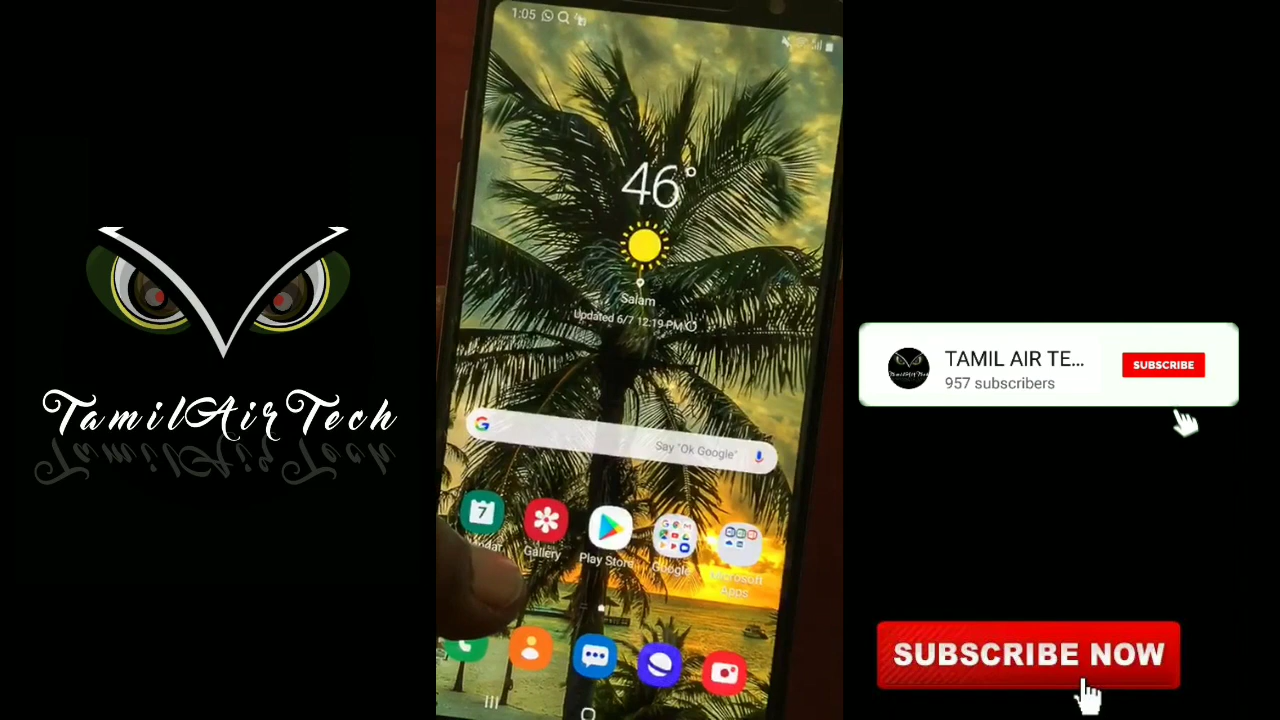 TamilAirTech
1:05
46°
Salam
Updated 6/7 12:19 PM
Say "Ok Google"
7
Gallery
Play Store
Google
Microsoft
Apps
TAMIL AIR TE...
957 subscribers
SUBSCRIBE
SUBSCRIBE NOW